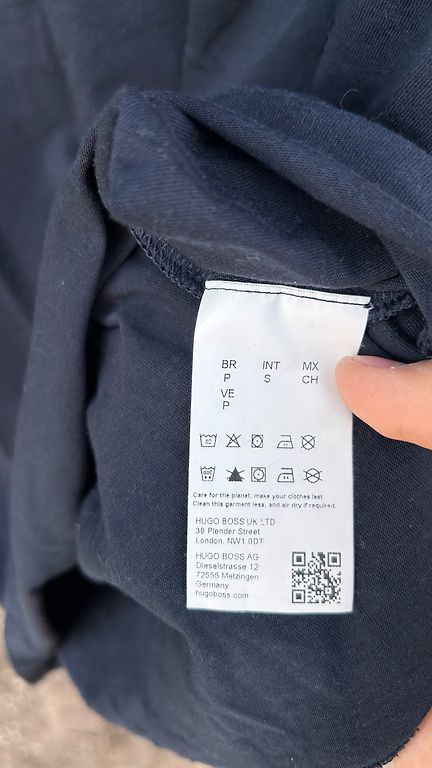 BR INT MX
P S CH
VE
P
Care for the planet, make your clothes last.
Clean this garment less, and air dry if required.
HUGO BOSS UK LTD
39 Plender Street
London, NW1 0DT
HUGO BOSS AG
Dieselstrasse 12
72555 Metzingen
Germany
hugoboss.com